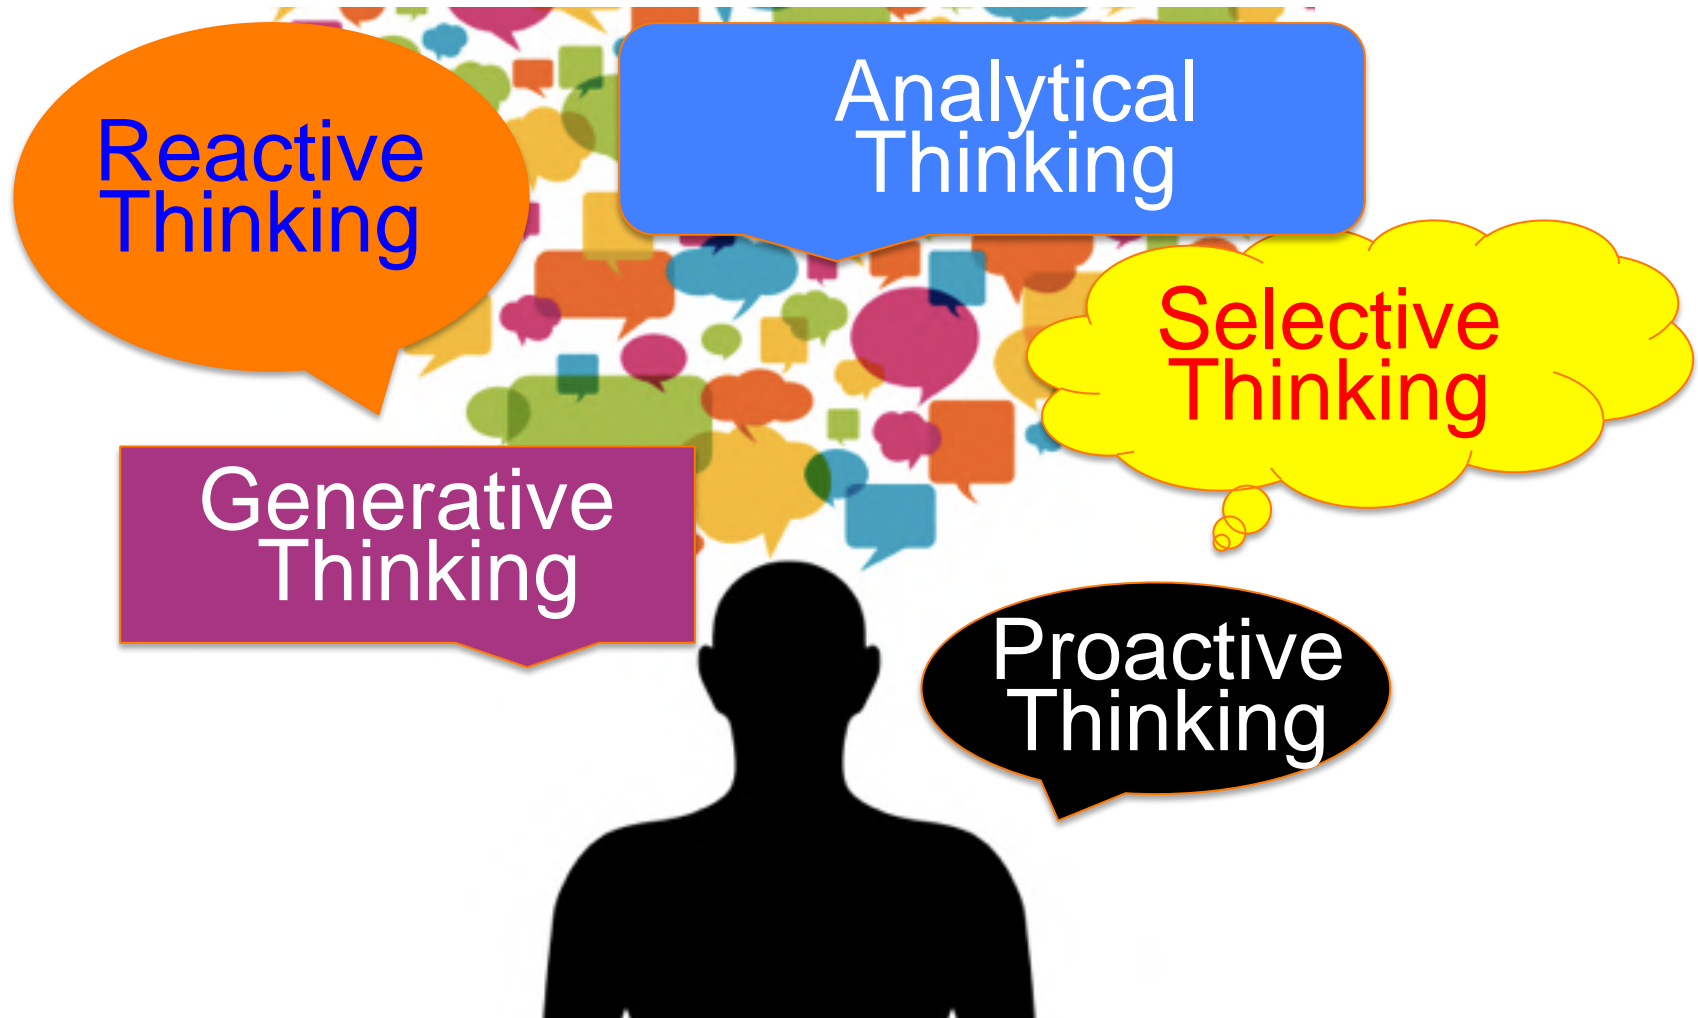 Reactive
Thinking
Analytical
Thinking
Selective
Thinking
Generative
Thinking
Proactive
Thinking